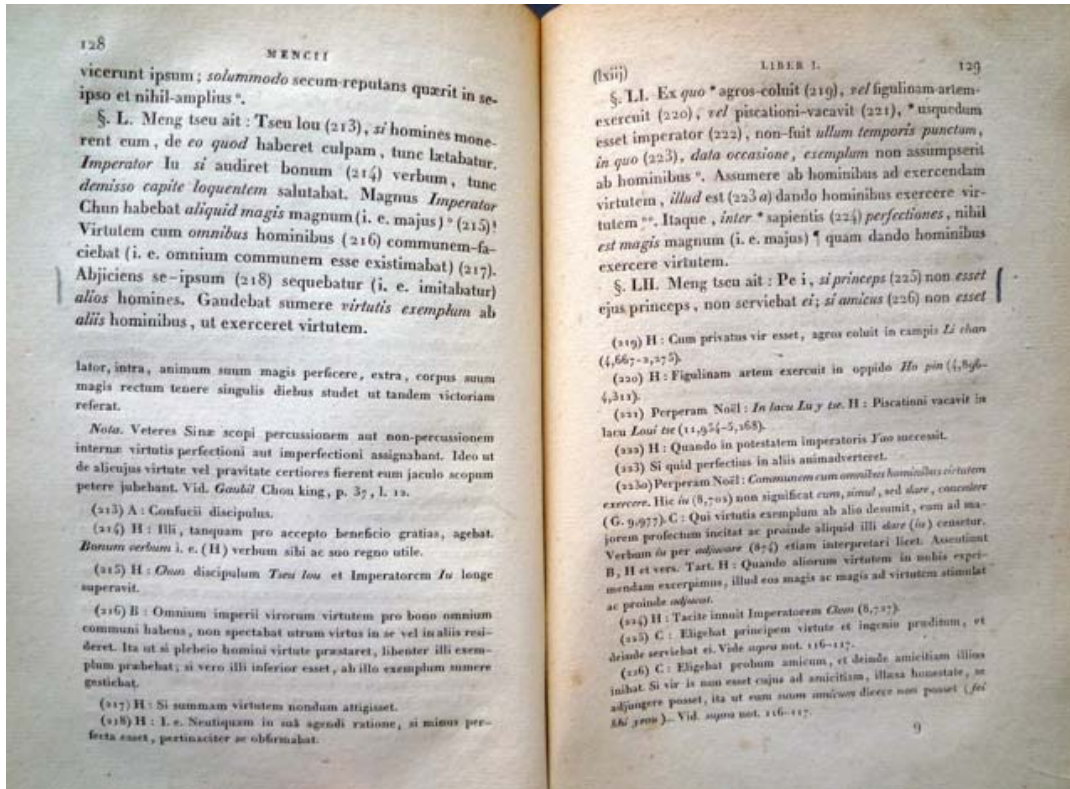 128
MENCII
vicerunt ipsum ; solummodo secum-reputans quærit in se-
ipso et nihil-amplius *.
§. L. Meng tseu ait : Tseu lou (213), si homines mone-
rent eum, de eo quod haberet culpam, tunc lætabatur.
Imperator Iu si audiret bonum (214) verbum, tunc
demisso capite loquentem salutabat. Magnus Imperator
Chun habebat aliquid magis magnum (i. e. majus) * (215)!
Virtutem cum omnibus hominibus (216) communem-fa-
ciebat (i. e. omnium communem esse existimabat) (217).
Abjiciens se-ipsum (218) sequebatur (i. e. imitabatur)
alios homines. Gaudebat sumere virtutis exemplum ab
aliis hominibus, ut exerceret virtutem.
lator, intra, animum suum magis perficere, extra, corpus suum
magis rectum tenere singulis diebus studet ut tandem victoriam
referat.
Nota. Veteres Sinæ scopi percussionem aut non-percussionem
internæ virtutis perfectioni aut imperfectioni assignabant. Ideo ut
de alicujus virtute vel pravitate certiores fierent eum jaculo scopum
petere jubebant. Vid. Gaubil Chou king, p. 37, l. 12.
(213) A : Confucii discipulus.
(214) H : Illi, tanquam pro accepto beneficio gratias, agebat.
Bonum verbum i. e. (H) verbum sibi ac suo regno utile.
(215) H : Chun discipulum Tseu lou et Imperatorem Iu longe
superavit.
(216) B : Omnium imperii virorum virtutem pro bono omnium
communi habens, non spectabat utrum virtus in se vel in aliis resi-
deret. Ita ut si plebeio homini virtute præstaret, libenter illi exem-
plum præbebat; si vero illi inferior esset, ab illo exemplum sumere
gestiebat.
(217) H : Si summam virtutem nondum attigisset.
(218) H : I. e. Neutiquam in suâ agendi ratione, si minus per-
fecta esset, pertinaciter se obfirmabat.
(lxiij)
LIBER I.
129
§. LI. Ex quo * agros-coluit (219), vel figulinam-artem-
exercuit (220), vel piscationi-vacavit (221), * usquedum
esset imperator (222), non-fuit ullum temporis punctum,
in quo (223), data occasione, exemplum non assumpserit
ab hominibus *. Assumere ab hominibus ad exercendam
virtutem, illud est (223 a) dando hominibus exercere vir-
tutem **. Itaque, inter * sapientis (224) perfectiones, nihil
est magis magnum (i. e. majus) ¶ quam dando hominibus
exercere virtutem.
§. LII. Meng tseu ait : Pe i, si princeps (225) non esset
ejus princeps, non serviebat ei; si amicus (226) non esset
(219) H : Cum privatus vir esset, agros coluit in campis Li chan
(4,667-2,275).
(220) H : Figulinam artem exercuit in oppido Ho pin (4,896-
4,311).
(221) Perperam Noël : In lacu Lu y tse. H : Piscationi vacavit in
lacu Loui tse (11,954-5,268).
(222) H : Quando in potestatem imperatoris Yao successit.
(223) Si quid perfectius in aliis animadverteret.
(223a) Perperam Noël : Communem cum omnibus hominibus virtutem
exercere. Hic iu (8,702) non significat cum, simul, sed dare, concedere
(G. 9,977). C : Qui virtutis exemplum ab alio desumit, eum ad ma-
jorem profectum incitat ac proinde aliquid illi dare (iu) censetur.
Verbum iu per adjuvare (874) etiam interpretari licet. Assentiunt
B, H et vers. Tart. H : Quando aliorum virtutem in nobis expri-
mendam excerpimus, illud eos magis ac magis ad virtutem stimulat
ac proinde adjuvat.
(224) H : Tacite innuit Imperatorem Chun (8,727).
(225) C : Eligebat principem virtute et ingenio præditum, et
deinde serviebat ei. Vide supra not. 116-117.
(226) C : Eligebat probum amicum, et deinde amicitiam illius
inibat. Si vir is non esset cujus ad amicitiam, illæsa honestate, se
adjungere posset, ita ut eum suum amicum dicere non posset (fei
khi yeou). Vid. supra not. 116-117.
9